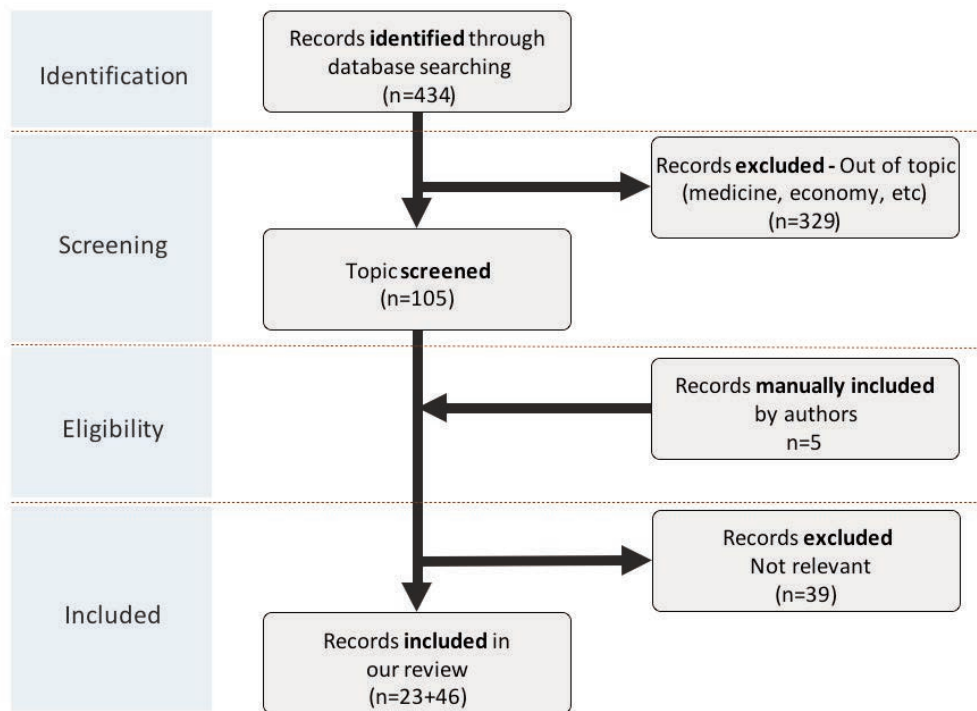 Identification
Records identified through
database searching
(n=434)
Records excluded - Out of topic
(medicine, economy, etc)
(n=329)
Screening
Topic screened
(n=105)
Records manually included
by authors
n=5
Eligibility
Records excluded
Not relevant
(n=39)
Included
Records included in
our review
(n=23+46)